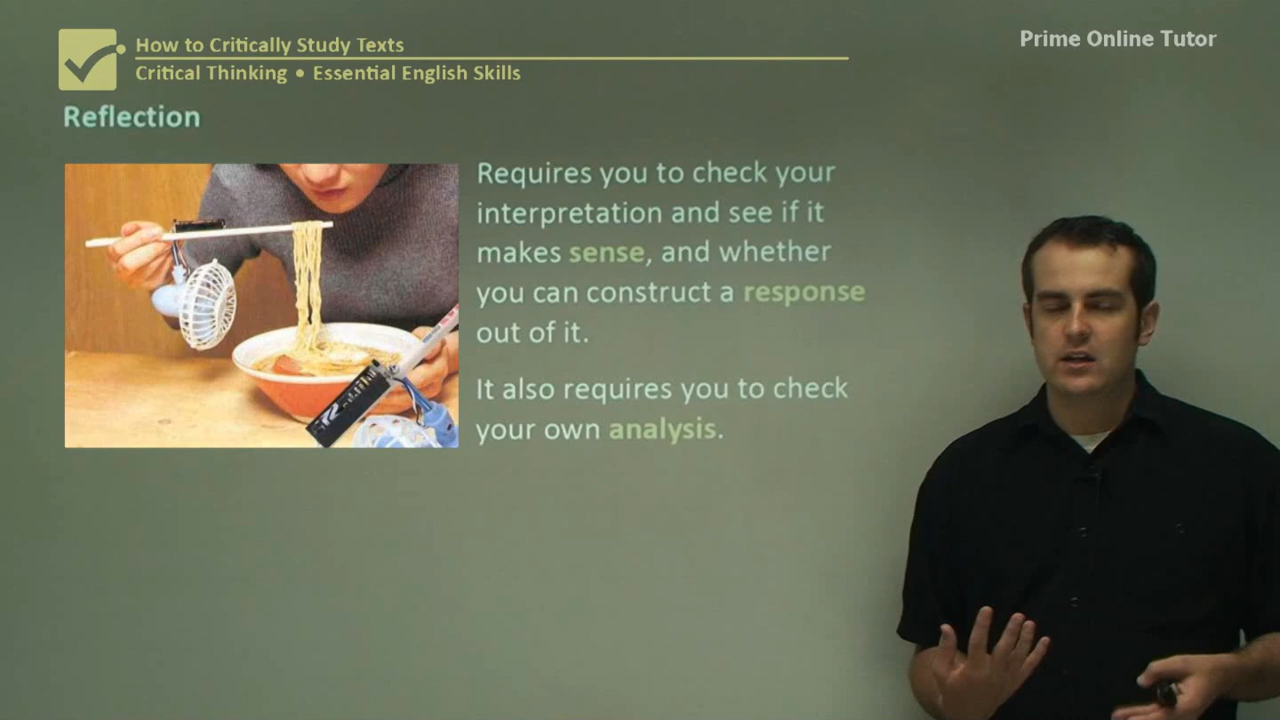 How to Critically Study Texts
Critical Thinking • Essential English Skills
Prime Online Tutor
Reflection
Requires you to check your
interpretation and see if it
makes sense, and whether
you can construct a response
out of it.
It also requires you to check
your own analysis.